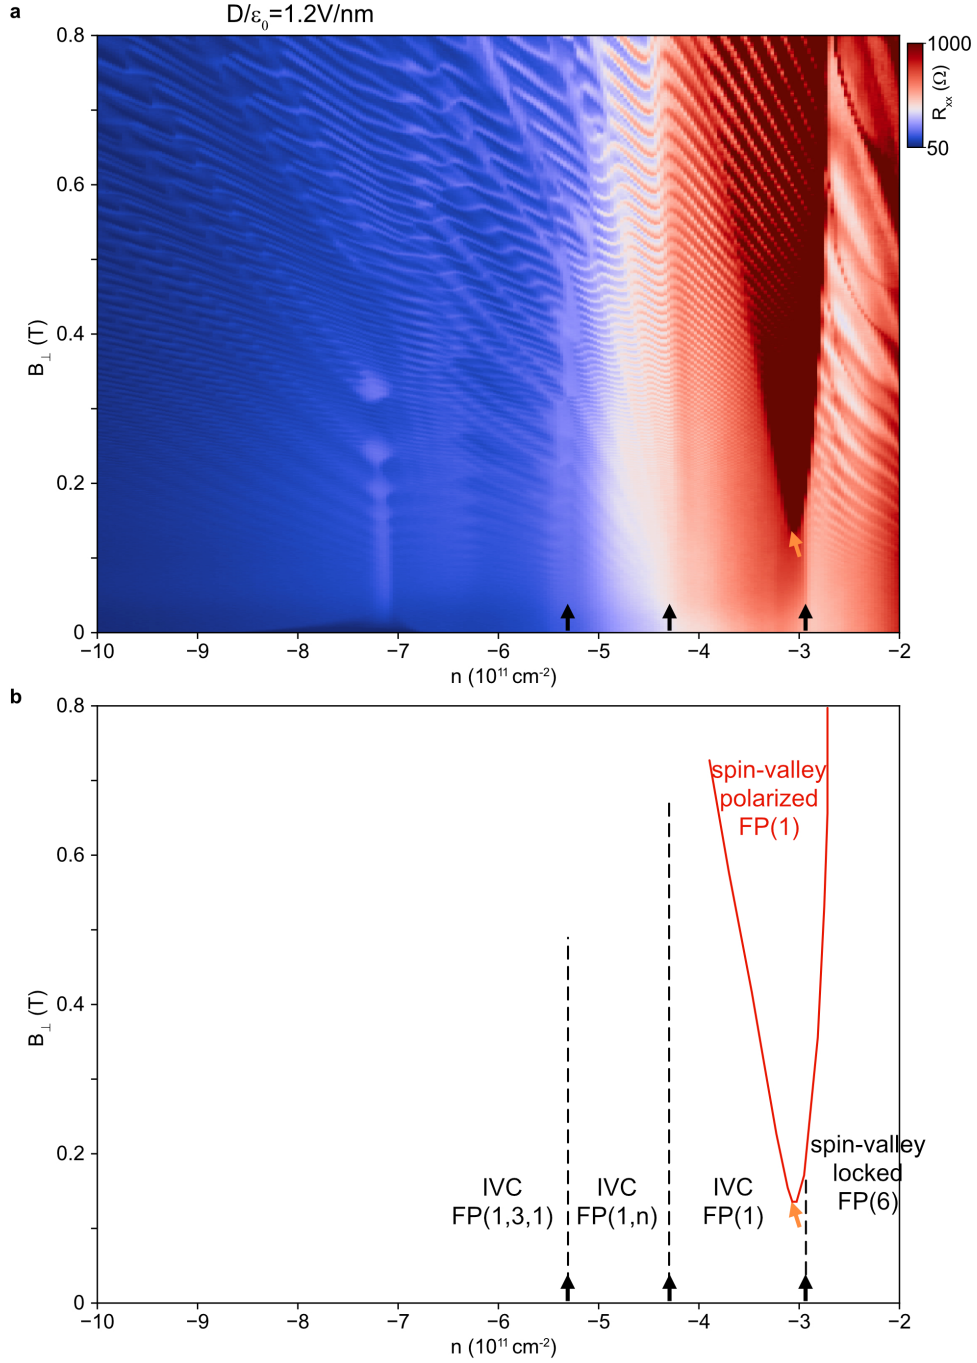 a
D/ε0=1.2V/nm
0.8
0.6
0.4
0.2
0
B⊥ (T)
1000
50
Rxx (Ω)
−10 −9 −8 −7 −6 −5 −4 −3 −2
n (10¹¹ cm⁻²)
b
0.8
0.6
0.4
0.2
0
B⊥ (T)
spin-valley
polarized
FP(1)
spin-valley
locked
FP(6)
IVC
FP(1,3,1)
IVC
FP(1,n)
IVC
FP(1)
−10 −9 −8 −7 −6 −5 −4 −3 −2
n (10¹¹ cm⁻²)